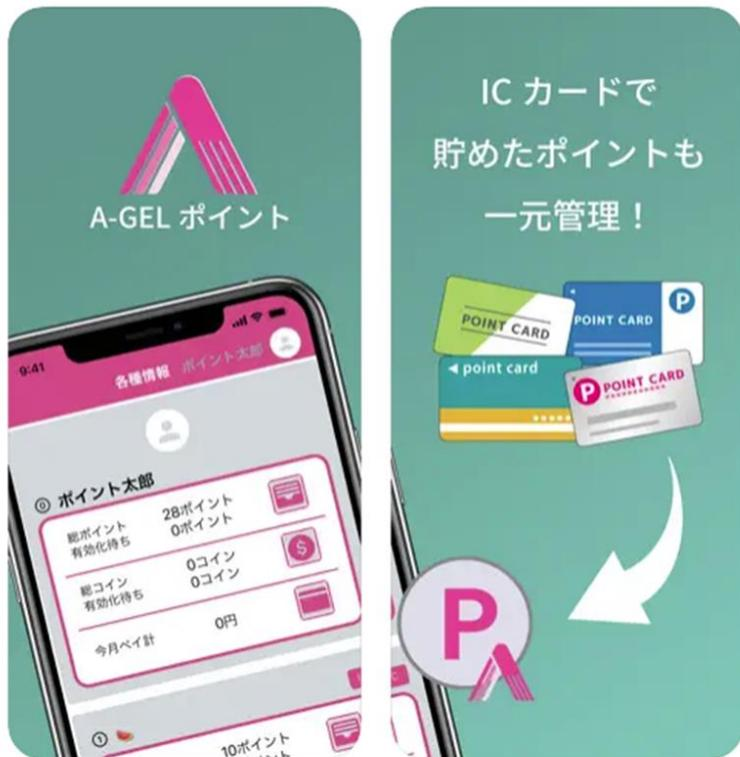 A-GEL ポイント
9:41
各種情報 ポイント太郎
⓪ ポイント太郎
総ポイント 28ポイント
有効化待ち 0ポイント
総コイン 0コイン
有効化待ち 0コイン
今月ペイ計 0円
①
10ポイント
IC カードで
貯めたポイントも
一元管理！
POINT CARD
POINT CARD
P
point card
P POINT CARD
P